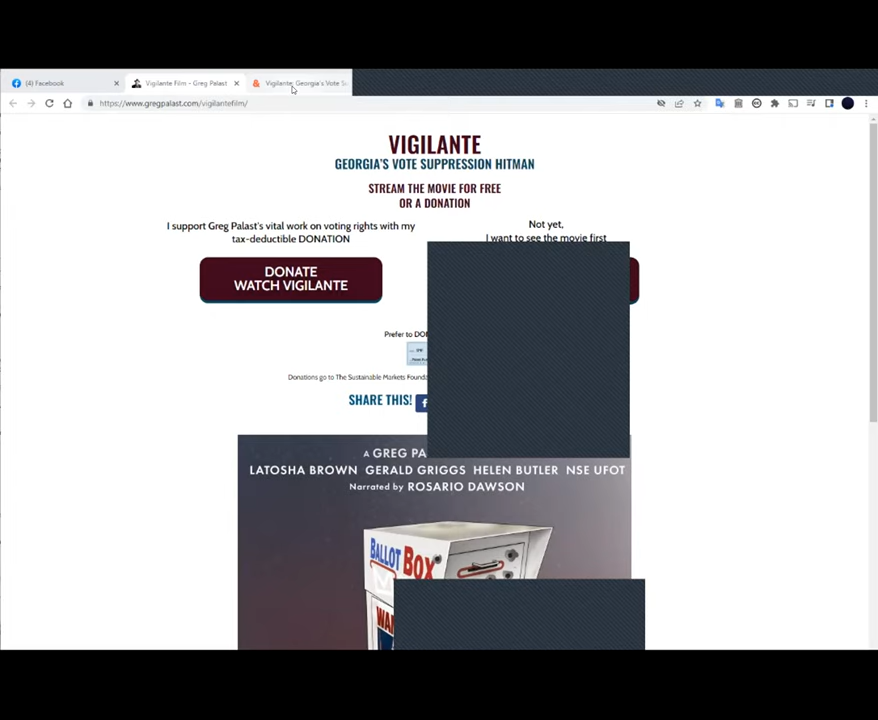 (4) Facebook
Vigilante Film - Greg Palast
Vigilante: Georgia's Vote Su
https://www.gregpalast.com/vigilantefilm/
VIGILANTE
GEORGIA'S VOTE SUPPRESSION HITMAN
STREAM THE MOVIE FOR FREE
OR A DONATION
I support Greg Palast's vital work on voting rights with my
tax-deductible DONATION
Not yet,
I want to see the movie first
DONATE
WATCH VIGILANTE
Prefer to DO
Donations go to The Sustainable Markets Founda
SHARE THIS!
A GREG PA
LATOSHA BROWN GERALD GRIGGS HELEN BUTLER NSE UFOT
Narrated by ROSARIO DAWSON
BALLOT BOX
WA